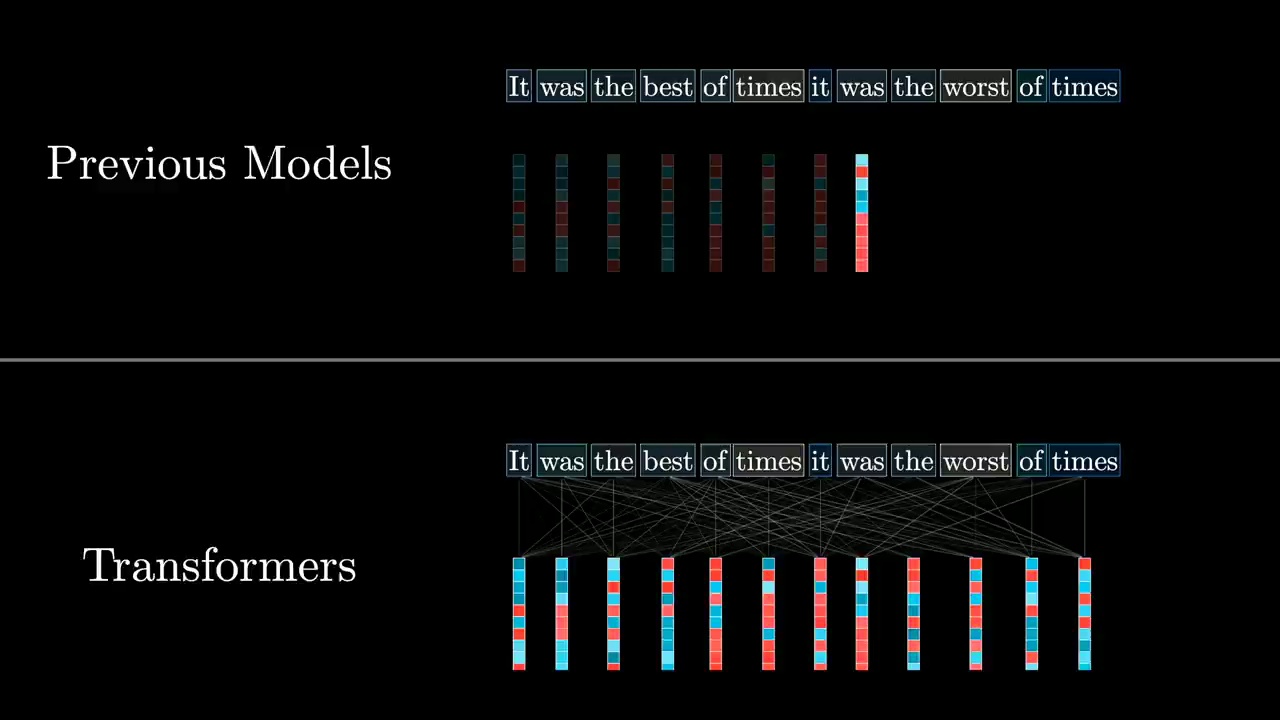 It was the best of times it was the worst of times
Previous Models
It was the best of times it was the worst of times
Transformers